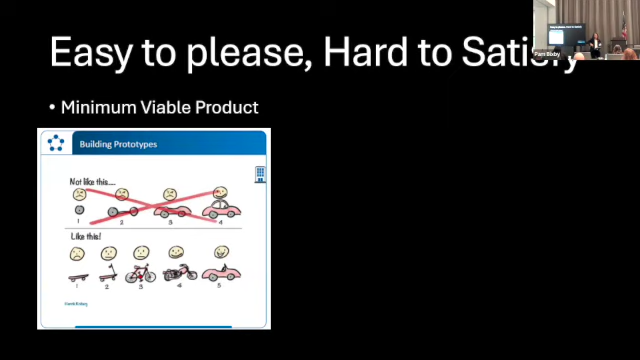 Easy to please, Hard to Satisfy
• Minimum Viable Product
Building Prototypes
Not like this....
1 2 3 4
Like this!
1 2 3 4 5
Pam Bixby